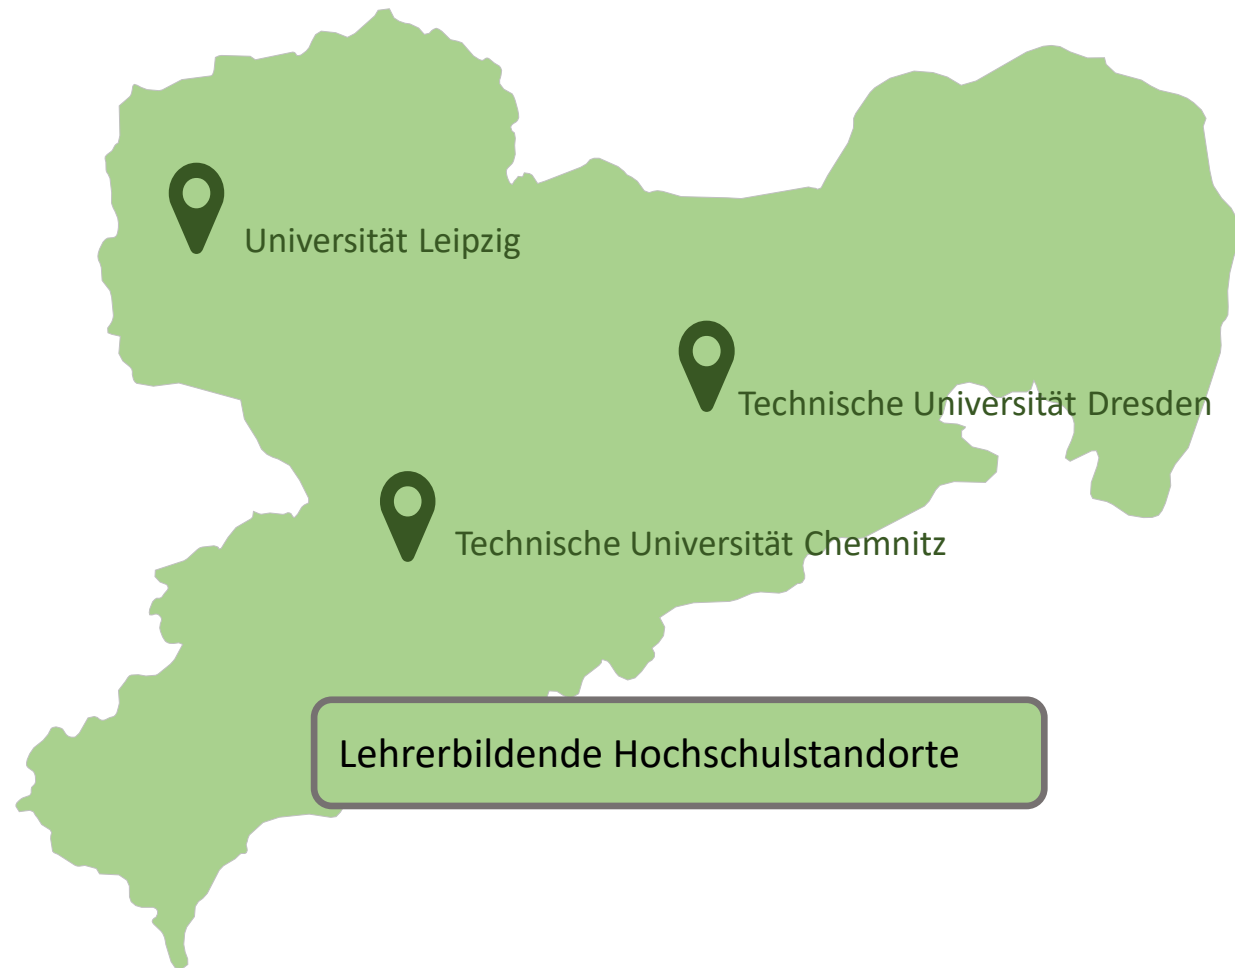 Universität Leipzig
Technische Universität Dresden
Technische Universität Chemnitz
Lehrerbildende Hochschulstandorte